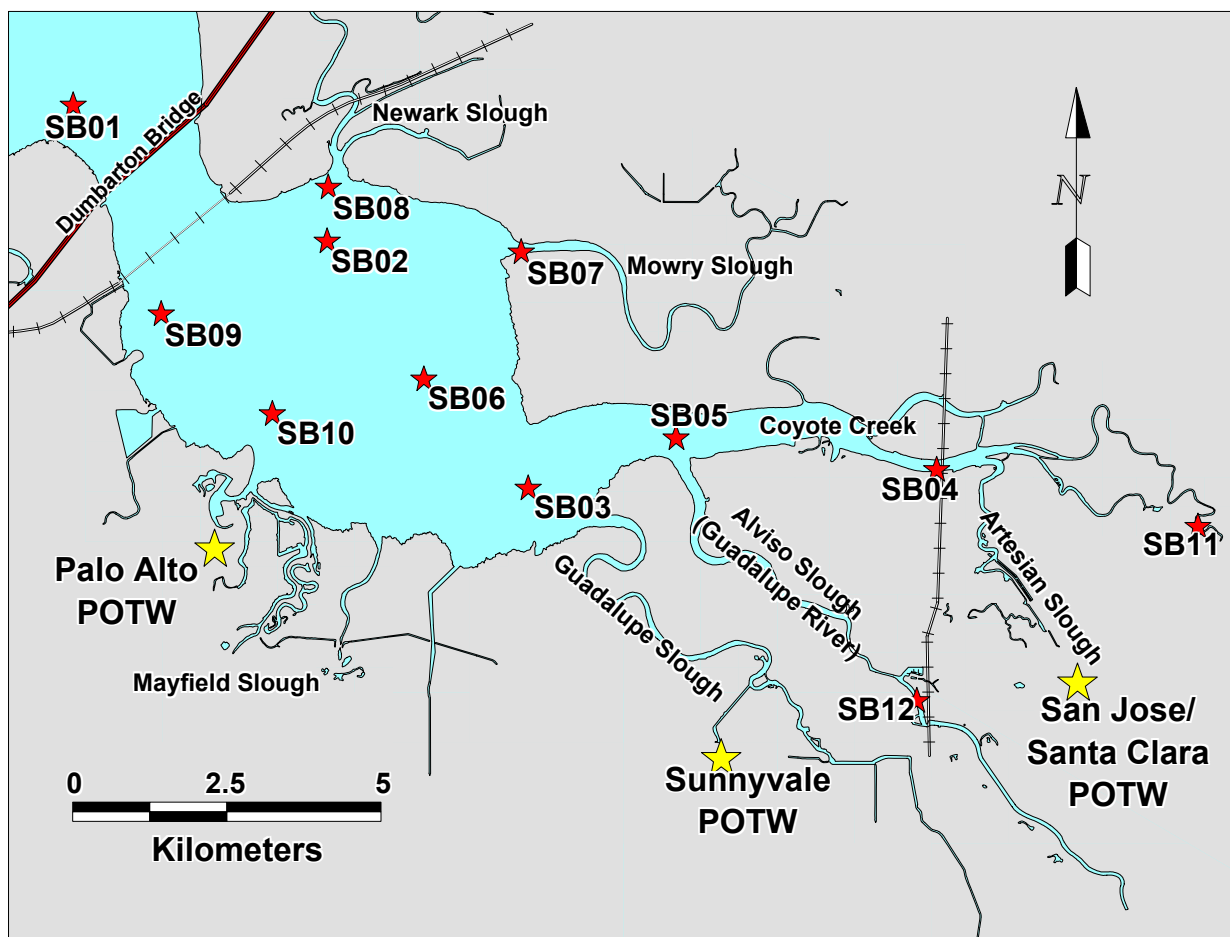 SB01
Dumbarton Bridge
Newark Slough
N
SB08
SB02
SB07
Mowry Slough
SB09
SB06
SB10
SB05
Coyote Creek
SB03
SB04
SB11
Palo Alto
POTW
Mayfield Slough
Guadalupe Slough
Alviso Slough
(Guadalupe River)
Artesian Slough
SB12
San Jose/
Santa Clara
POTW
Sunnyvale
POTW
0 2.5 5
Kilometers